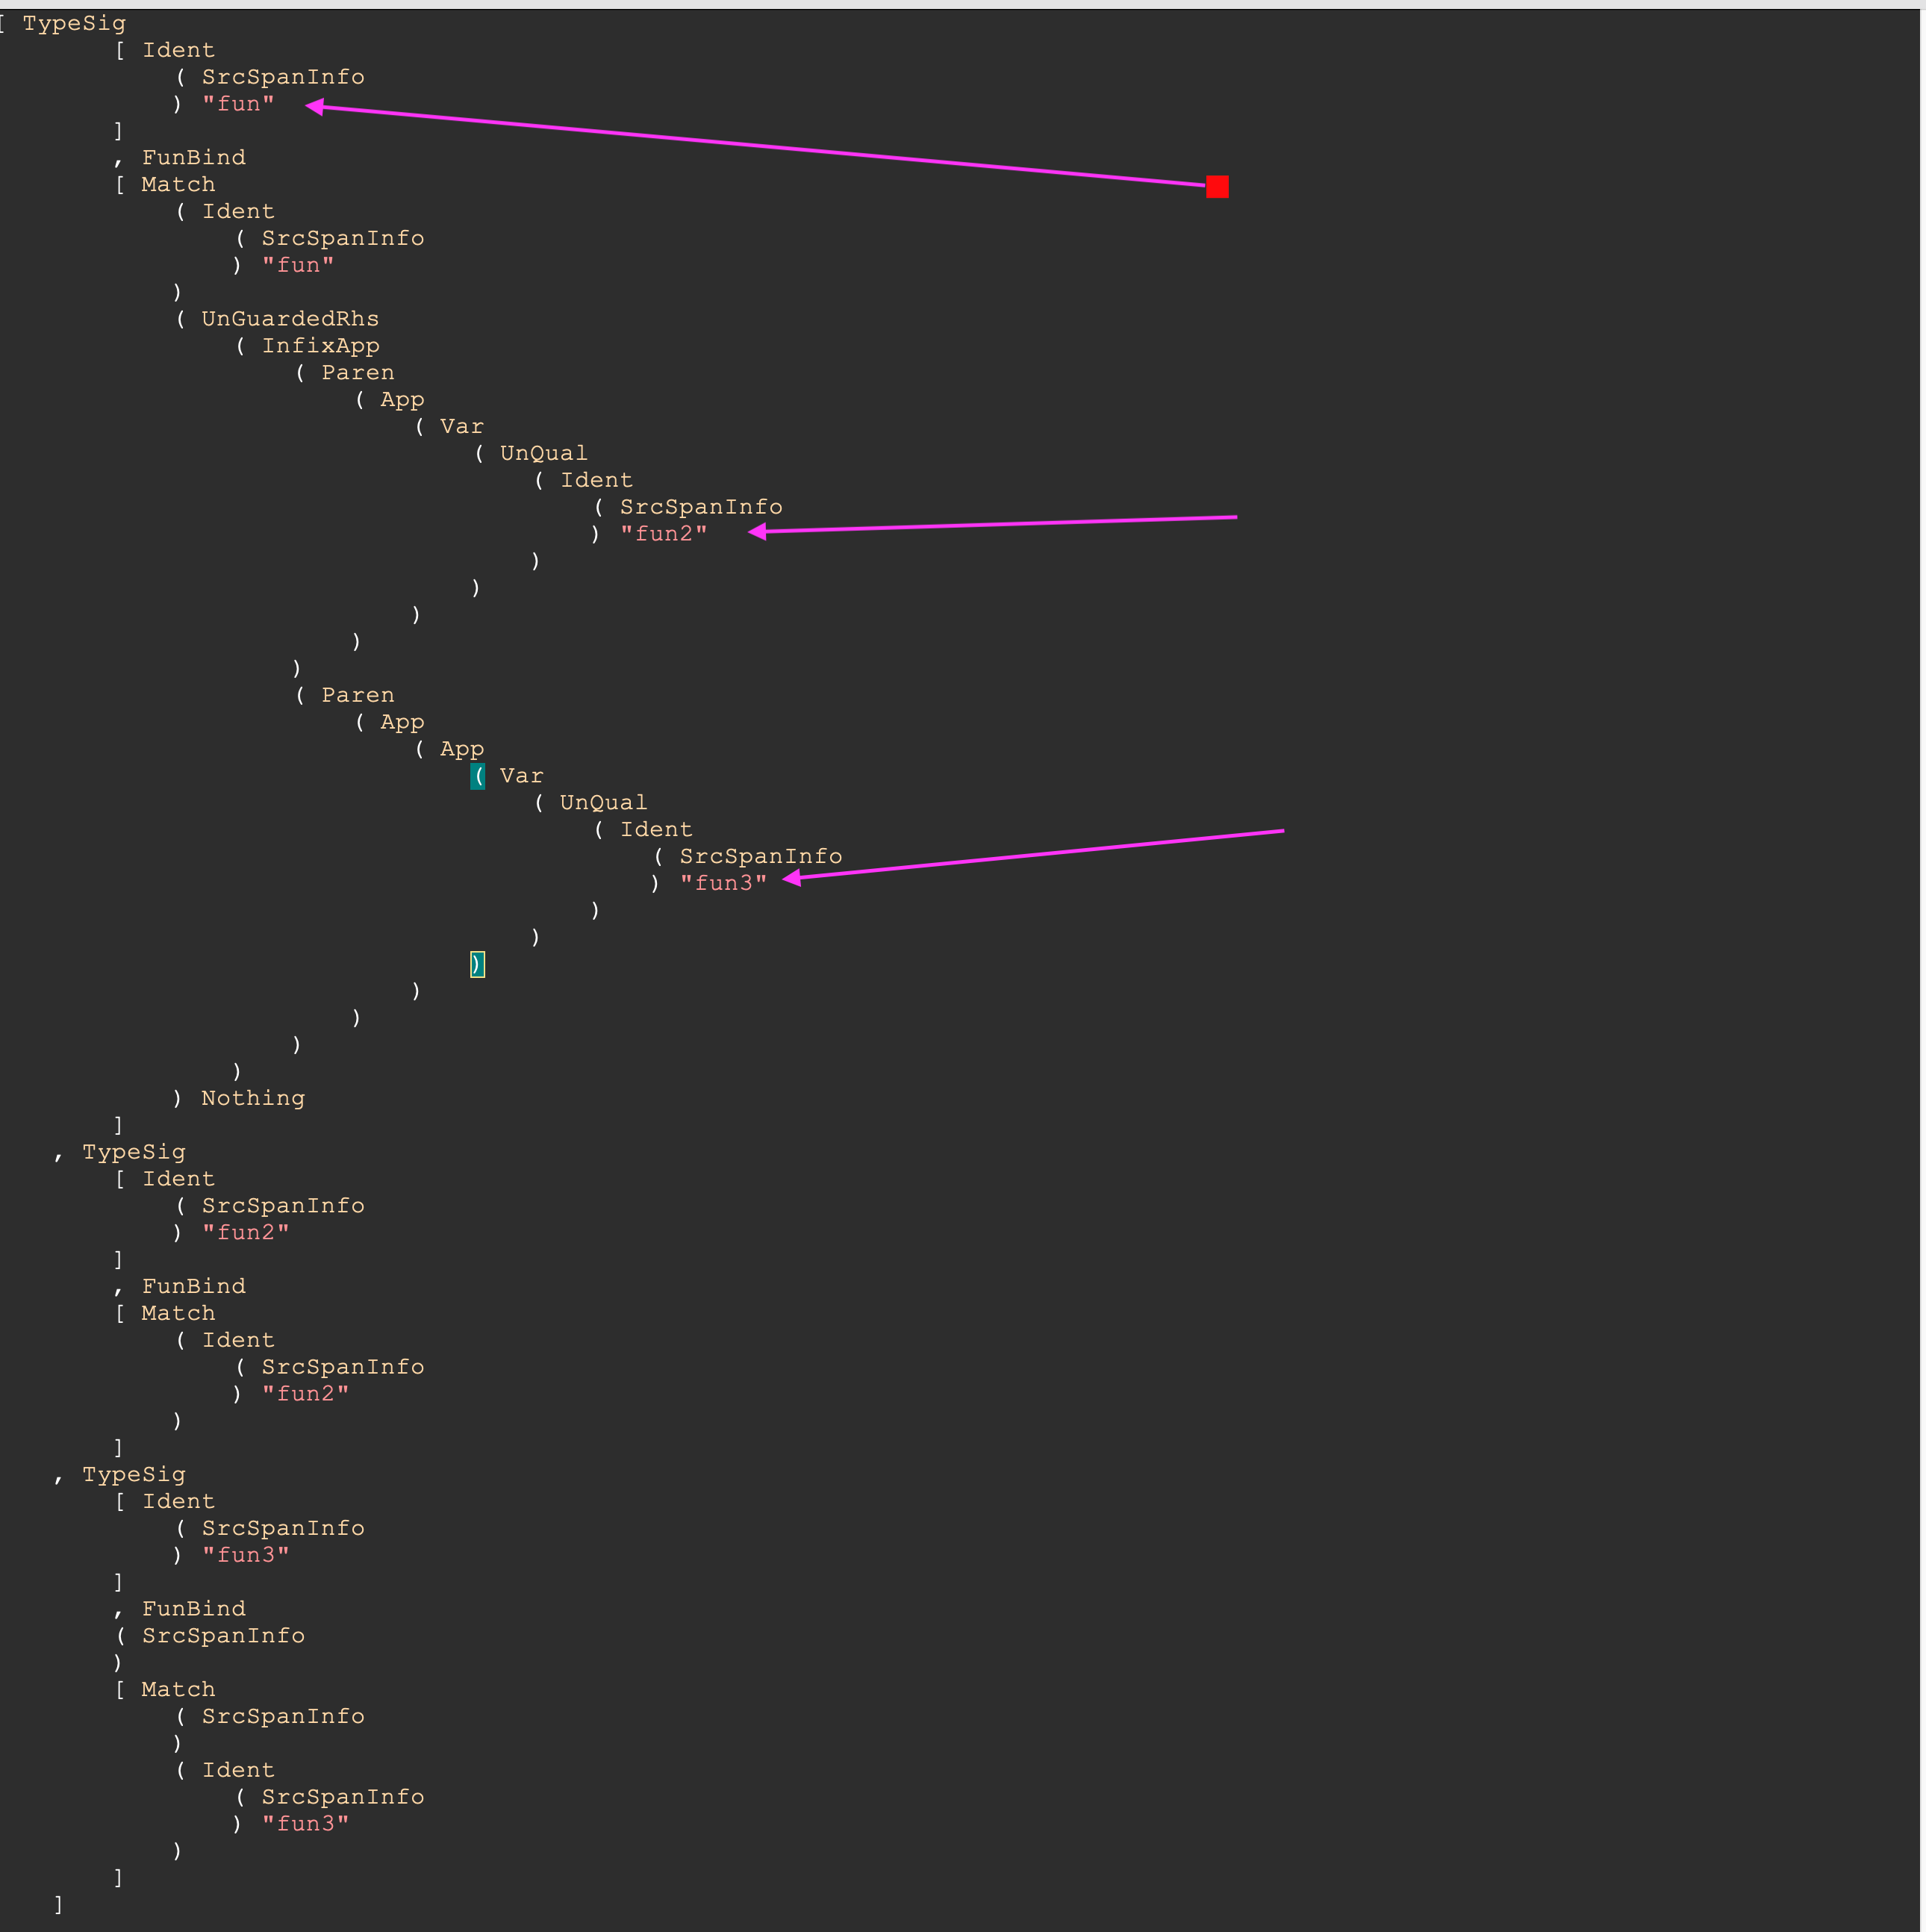 [ TypeSig
[ Ident
( SrcSpanInfo
) "fun"
]
, FunBind
[ Match
( Ident
( SrcSpanInfo
) "fun"
)
( UnGuardedRhs
( InfixApp
( Paren
( App
( Var
( UnQual
( Ident
( SrcSpanInfo
) "fun2"
)
)
)
)
)
( Paren
( App
( App
( Var
( UnQual
( Ident
( SrcSpanInfo
) "fun3"
)
)
)
)
)
)
)
) Nothing
]
, TypeSig
[ Ident
( SrcSpanInfo
) "fun2"
]
, FunBind
[ Match
( Ident
( SrcSpanInfo
) "fun2"
)
]
, TypeSig
[ Ident
( SrcSpanInfo
) "fun3"
]
, FunBind
( SrcSpanInfo
)
[ Match
( SrcSpanInfo
)
( Ident
( SrcSpanInfo
) "fun3"
)
]
]